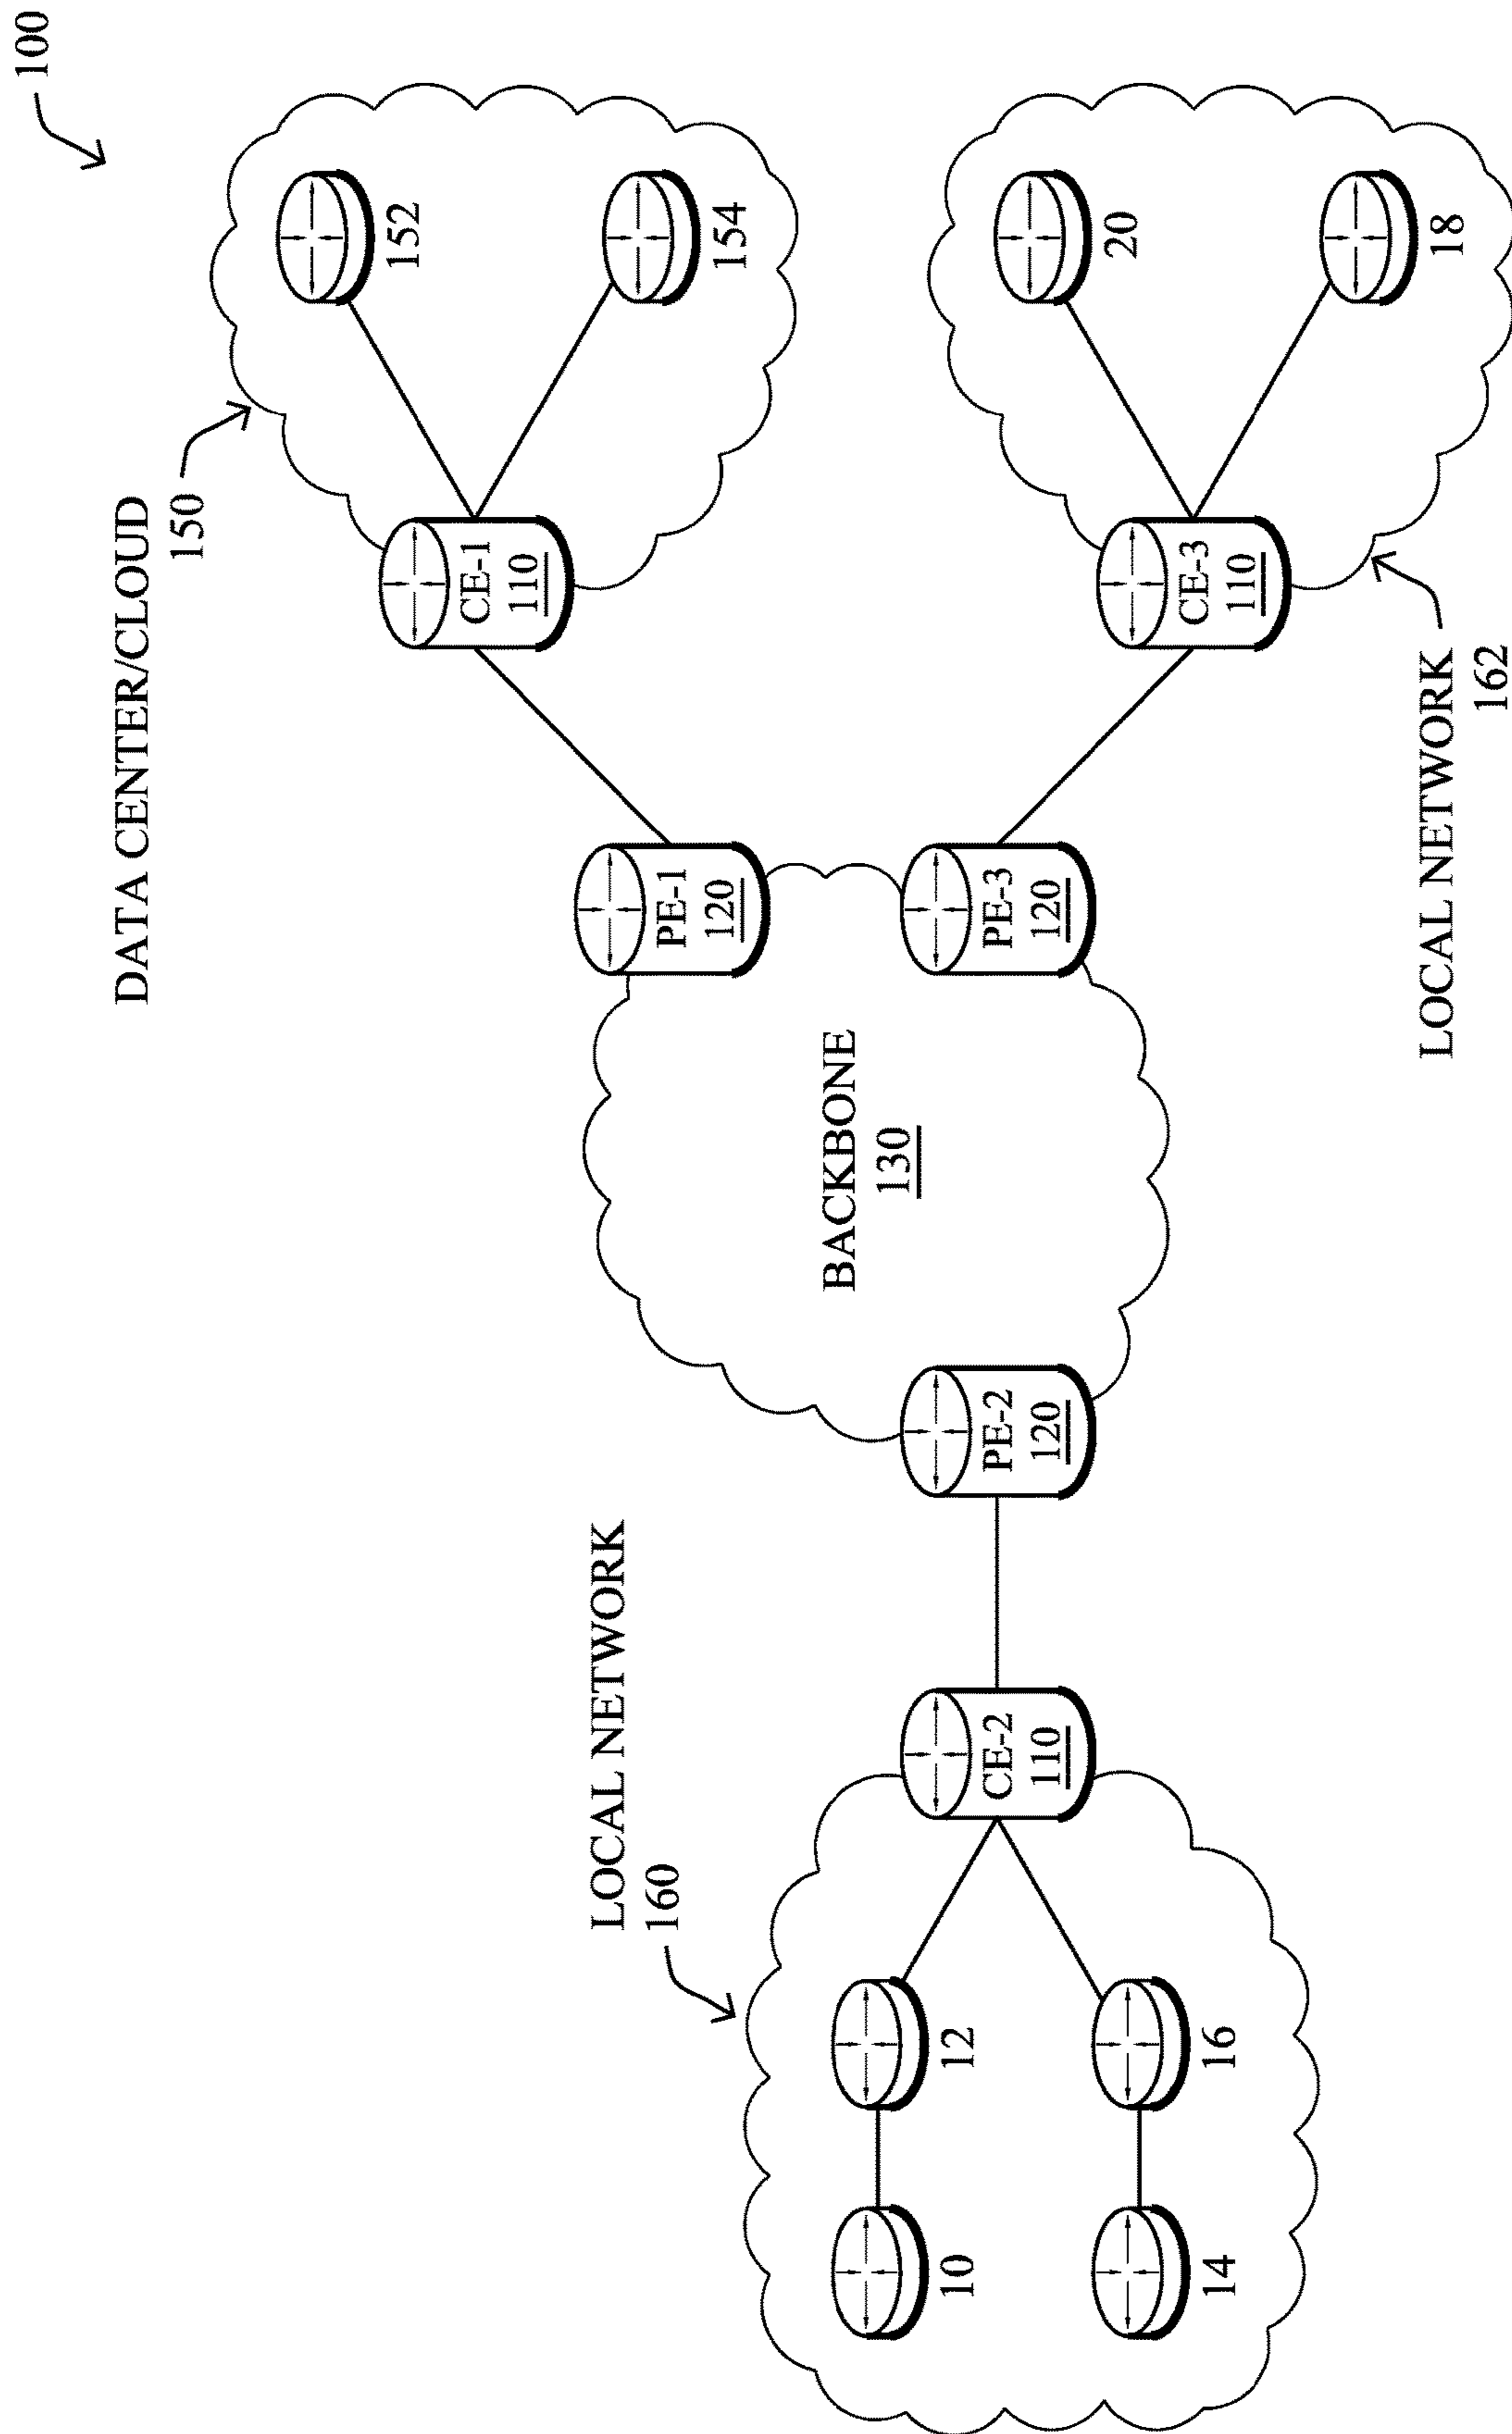 100
DATA CENTER/CLOUD
150
152
154
CE-1
110
PE-1
120
LOCAL NETWORK
160
BACKBONE
130
10
12
14
16
CE-2
110
PE-2
120
PE-3
120
CE-3
110
20
18
LOCAL NETWORK
162